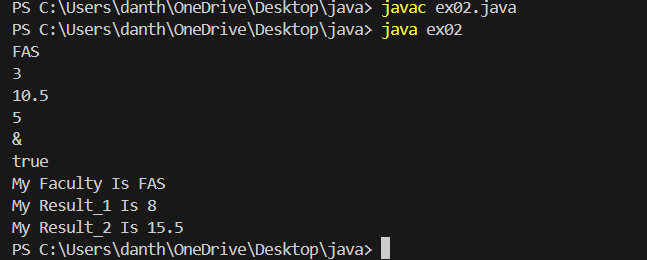 PS C:\Users\danth\OneDrive\Desktop\java> javac ex02.java
PS C:\Users\danth\OneDrive\Desktop\java> java ex02
FAS
3
10.5
5
&
true
My Faculty Is FAS
My Result_1 Is 8
My Result_2 Is 15.5
PS C:\Users\danth\OneDrive\Desktop\java>